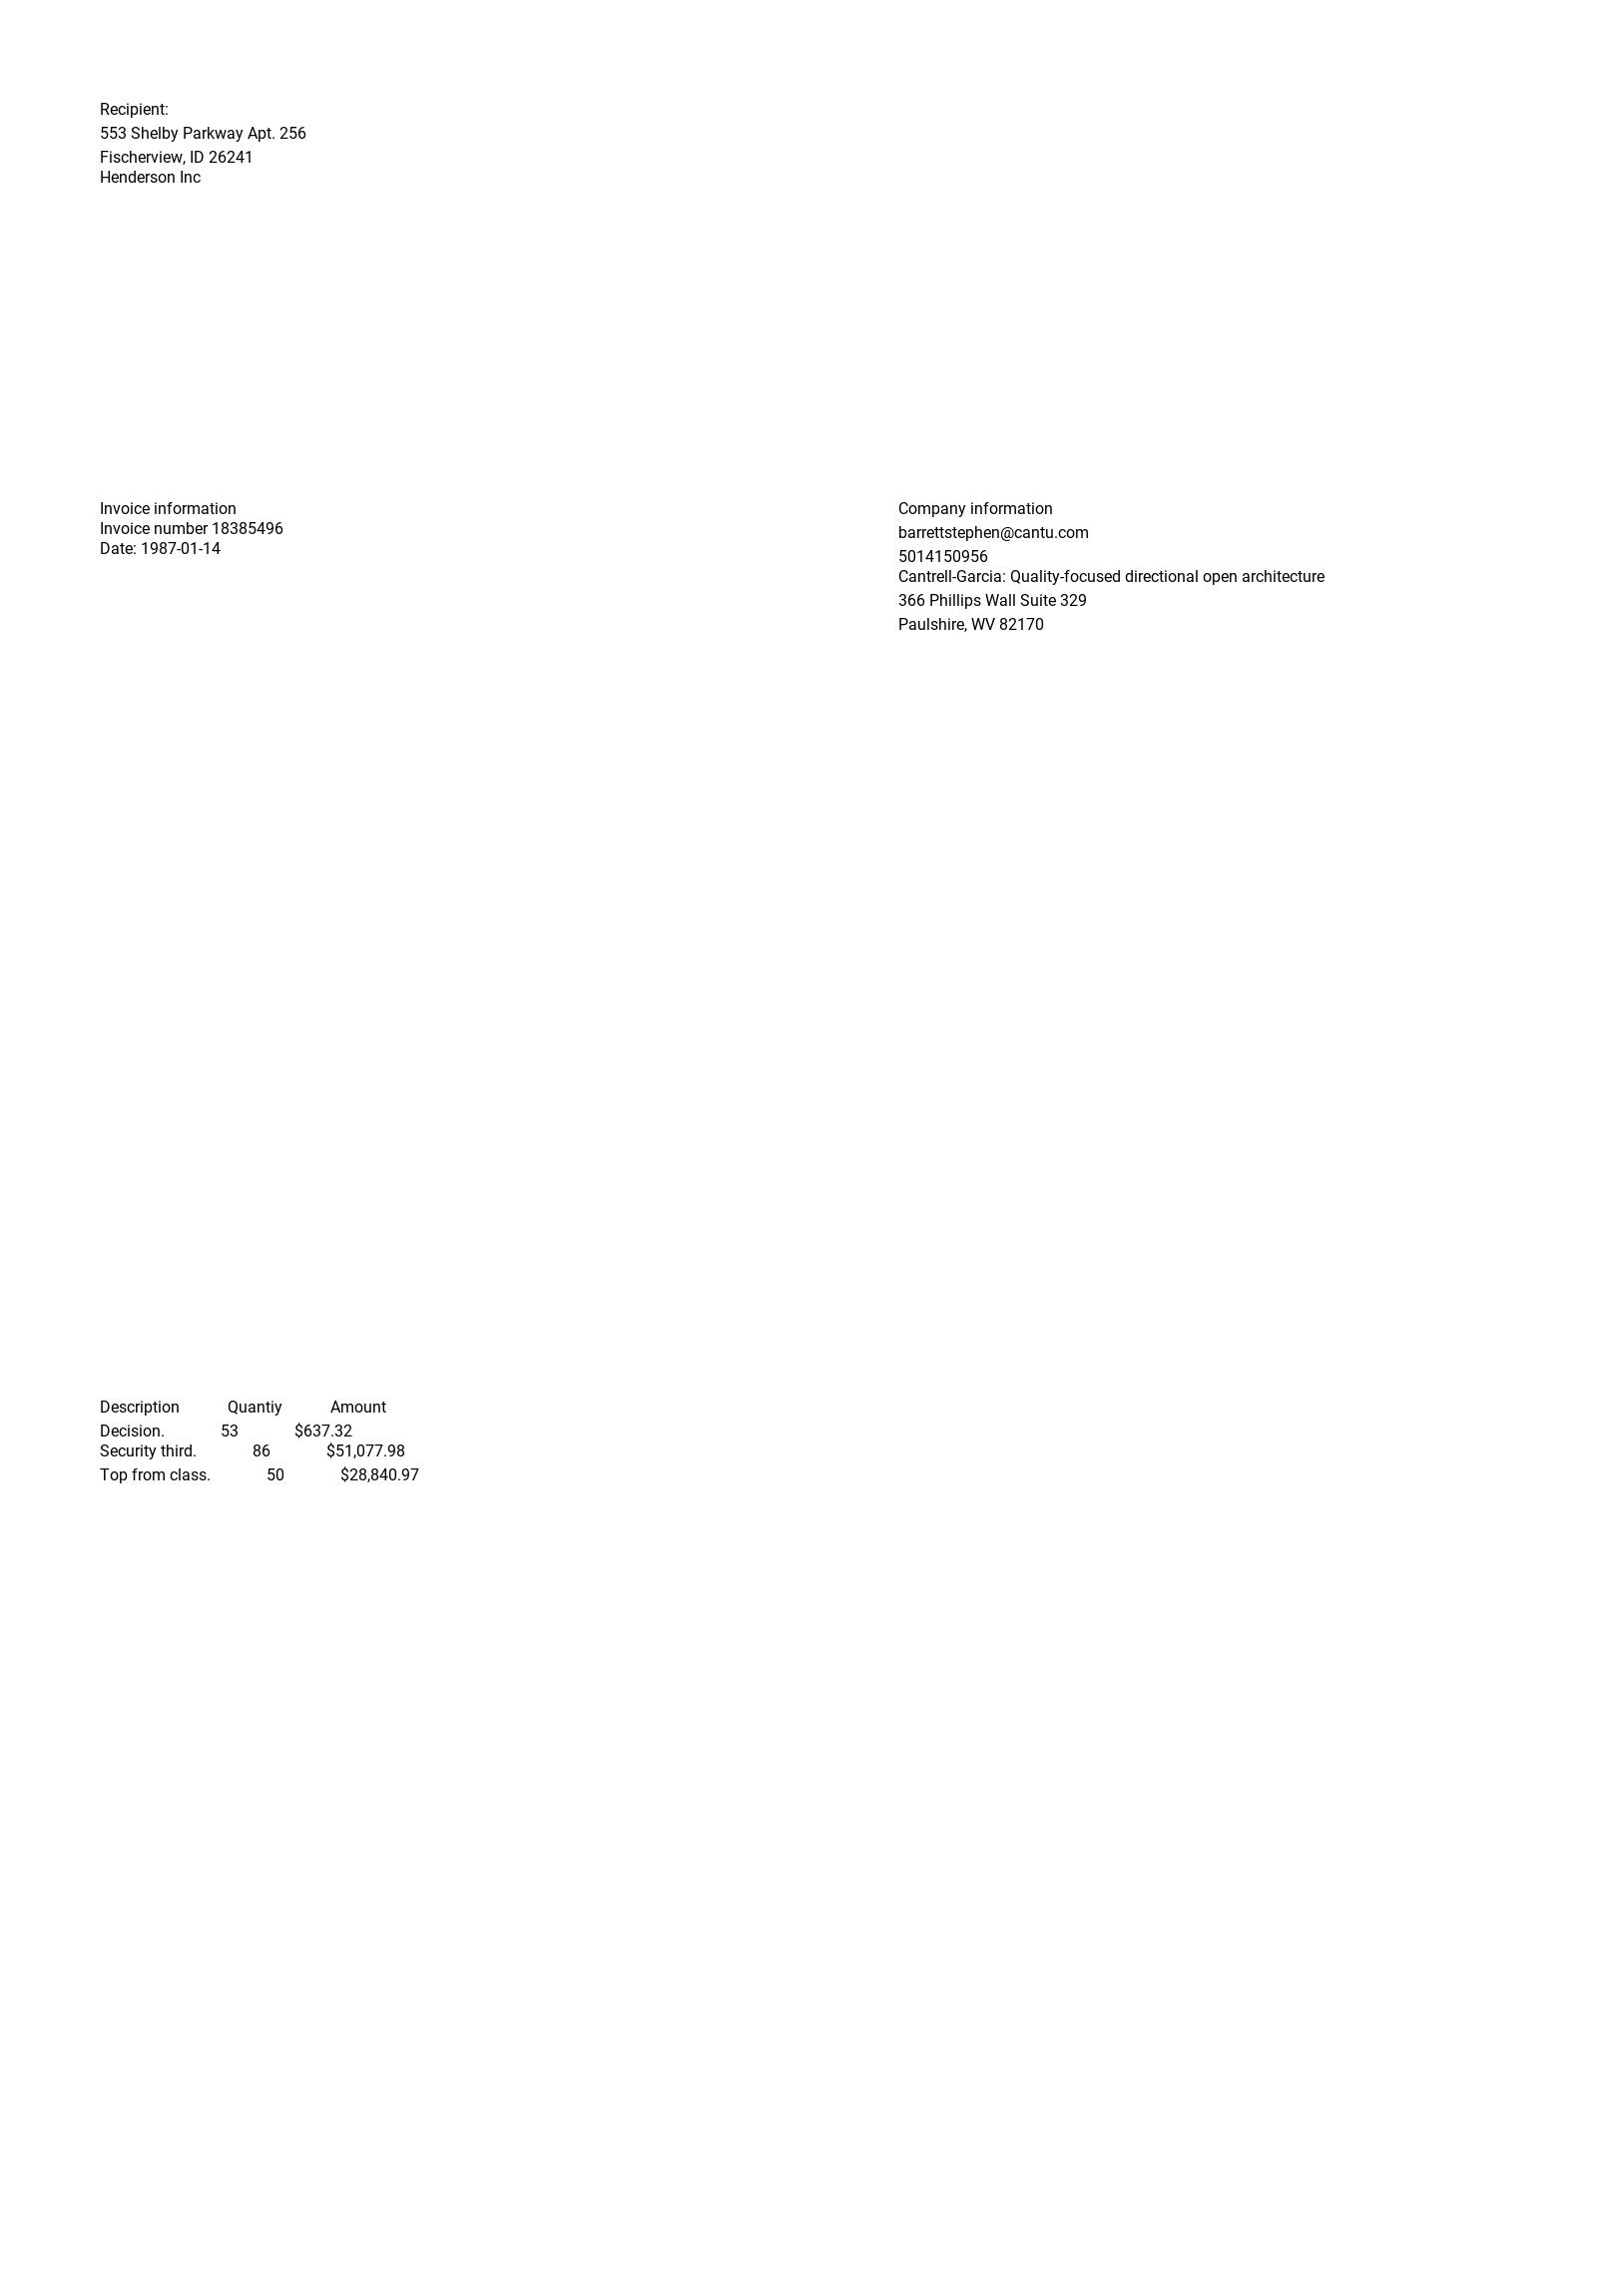 Recipient:
553 Shelby Parkway Apt. 256
Fischerview, ID 26241
Henderson Inc
Invoice information
Invoice number 18385496
Date: 1987-01-14
Company information
barrettstephen@cantu.com
5014150956
Cantrell-Garcia: Quality-focused directional open architecture
366 Phillips Wall Suite 329
Paulshire, WV 82170
Description Quantiy Amount
Decision. 53 $637.32
Security third. 86 $51,077.98
Top from class. 50 $28,840.97